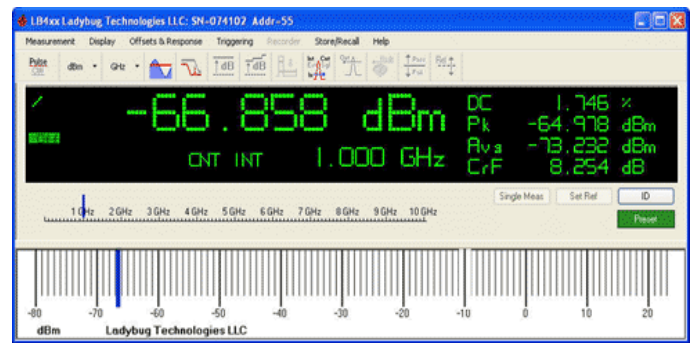 LB4xx Ladybug Technologies LLC: SN-074102 Addr-55
Measurement Display Offsets & Response Triggering Recorder Store/Recall Help
Pulse
CW
dBm GHz dB dB
-66.858 dBm
CNT INT 1.000 GHz
DC 1.746 %
Pk -64.978 dBm
Avg -73.232 dBm
CrF 8.254 dB
Single Meas Set Ref ID
Preset
1 GHz 2 GHz 3 GHz 4 GHz 5 GHz 6 GHz 7 GHz 8 GHz 9 GHz 10 GHz
-80 -70 -60 -50 -40 -30 -20 -10 0 10 20
dBm Ladybug Technologies LLC